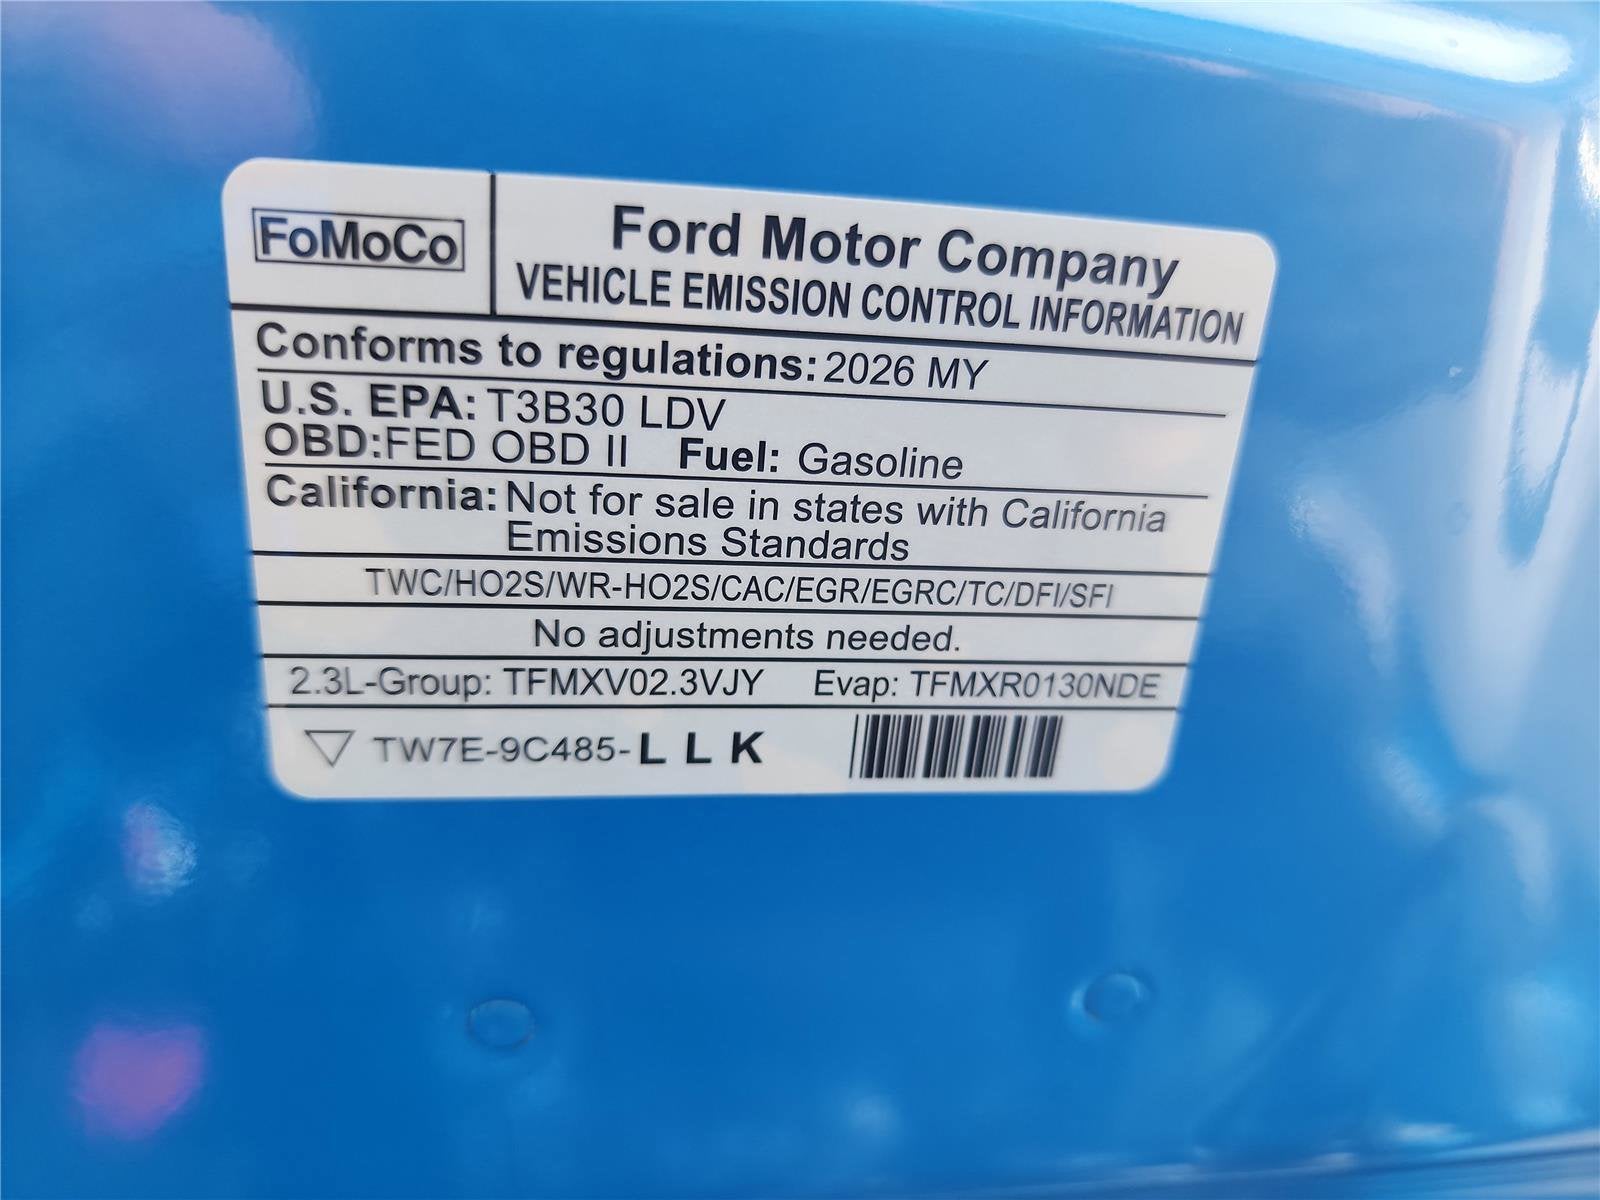 FoMoCo
Ford Motor Company
VEHICLE EMISSION CONTROL INFORMATION
Conforms to regulations: 2026 MY
U.S. EPA: T3B30 LDV
OBD: FED OBD II Fuel: Gasoline
California: Not for sale in states with California
Emissions Standards
TWC/HO2S/WR-HO2S/CAC/EGR/EGRC/TC/DFI/SFI
No adjustments needed.
2.3L-Group: TFMXV02.3VJY Evap: TFMXR0130NDE
TW7E-9C485-L L K